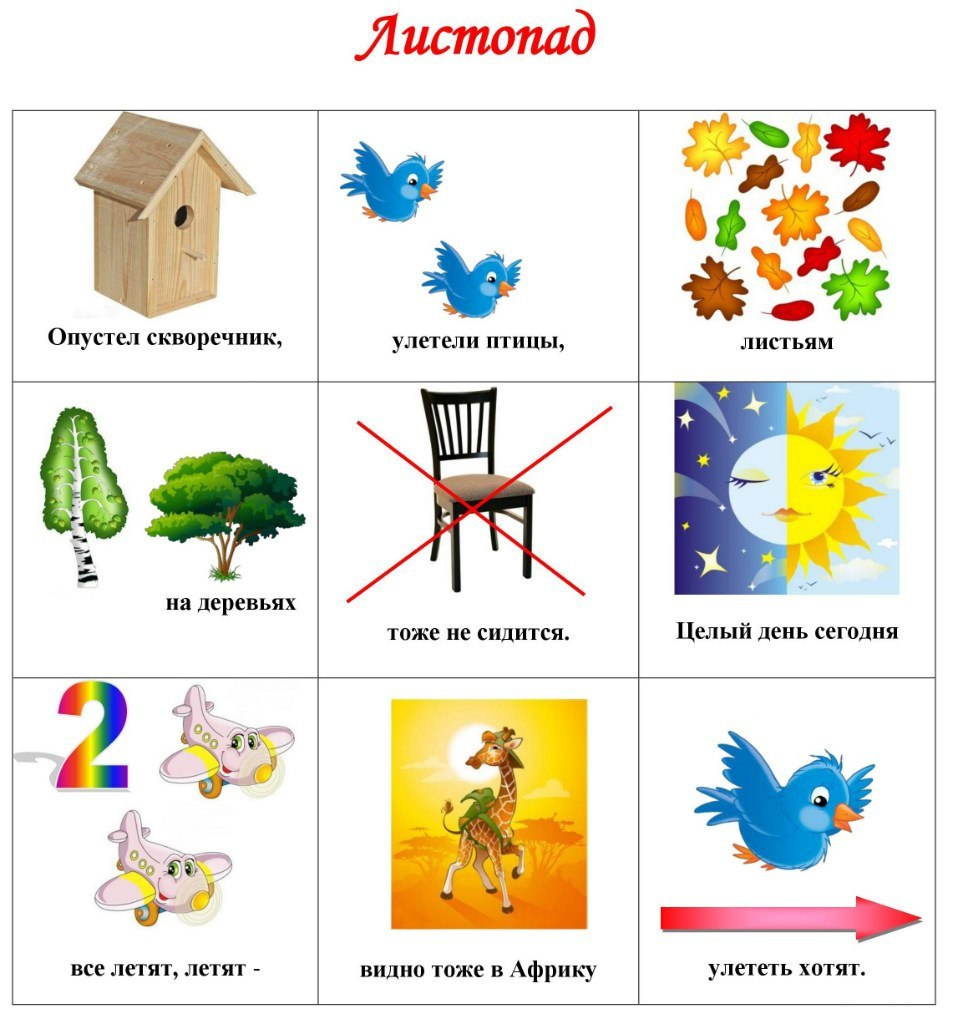 Листопад
Опустел скворечник,
улетели птицы,
листьям
на деревьях
тоже не сидится.
Целый день сегодня
2
все летят, летят -
видно тоже в Африку
улететь хотят.